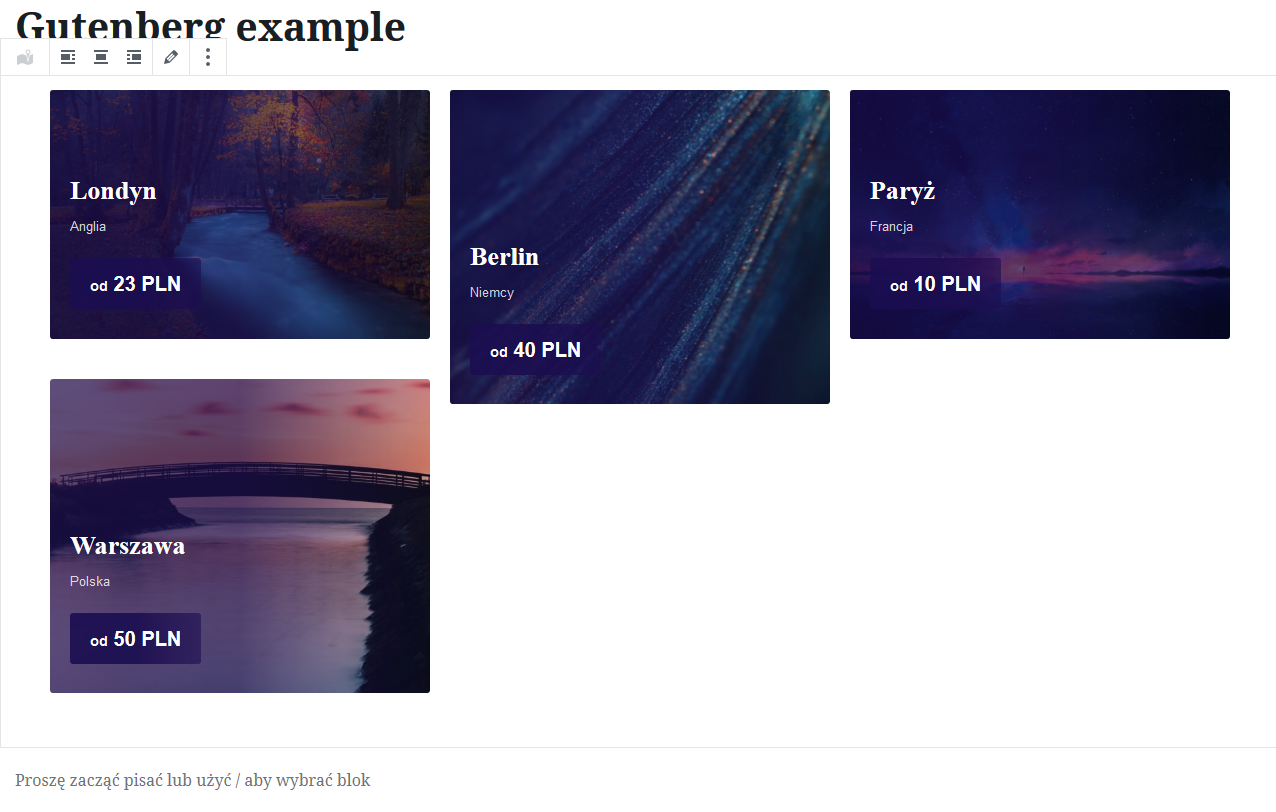 Gutenberg example
Londyn
Anglia
od 23 PLN
Berlin
Niemcy
od 40 PLN
Paryż
Francja
od 10 PLN
Warszawa
Polska
od 50 PLN
Proszę zacząć pisać lub użyć / aby wybrać blok